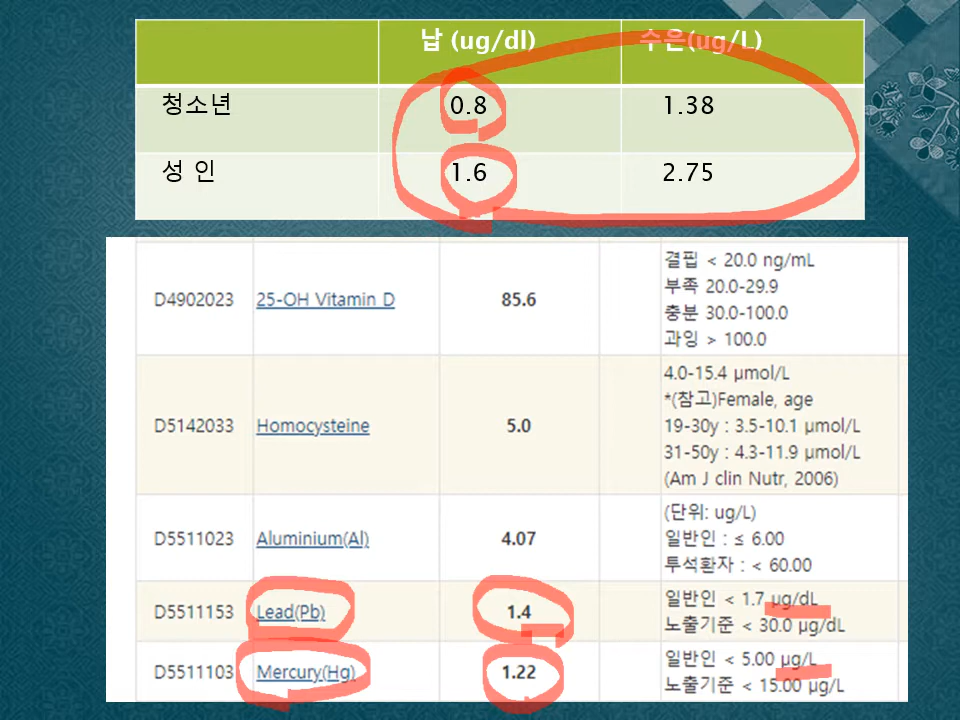 납 (ug/dl) 수은(ug/L)
청소년 0.8 1.38
성 인 1.6 2.75
D4902023 25-OH Vitamin D 85.6 결핍 < 20.0 ng/mL
부족 20.0-29.9
충분 30.0-100.0
과잉 > 100.0
D5142033 Homocysteine 5.0 4.0-15.4 μmol/L
*(참고)Female, age
19-30y : 3.5-10.1 μmol/L
31-50y : 4.3-11.9 μmol/L
(Am J clin Nutr, 2006)
D5511023 Aluminium(Al) 4.07 (단위: ug/L)
일반인 : ≤ 6.00
투석환자 : < 60.00
D5511153 Lead(Pb) 1.4 일반인 < 1.7 μg/dL
노출기준 < 30.0 μg/dL
D5511103 Mercury(Hg) 1.22 일반인 < 5.00 μg/L
노출기준 < 15.00 μg/L